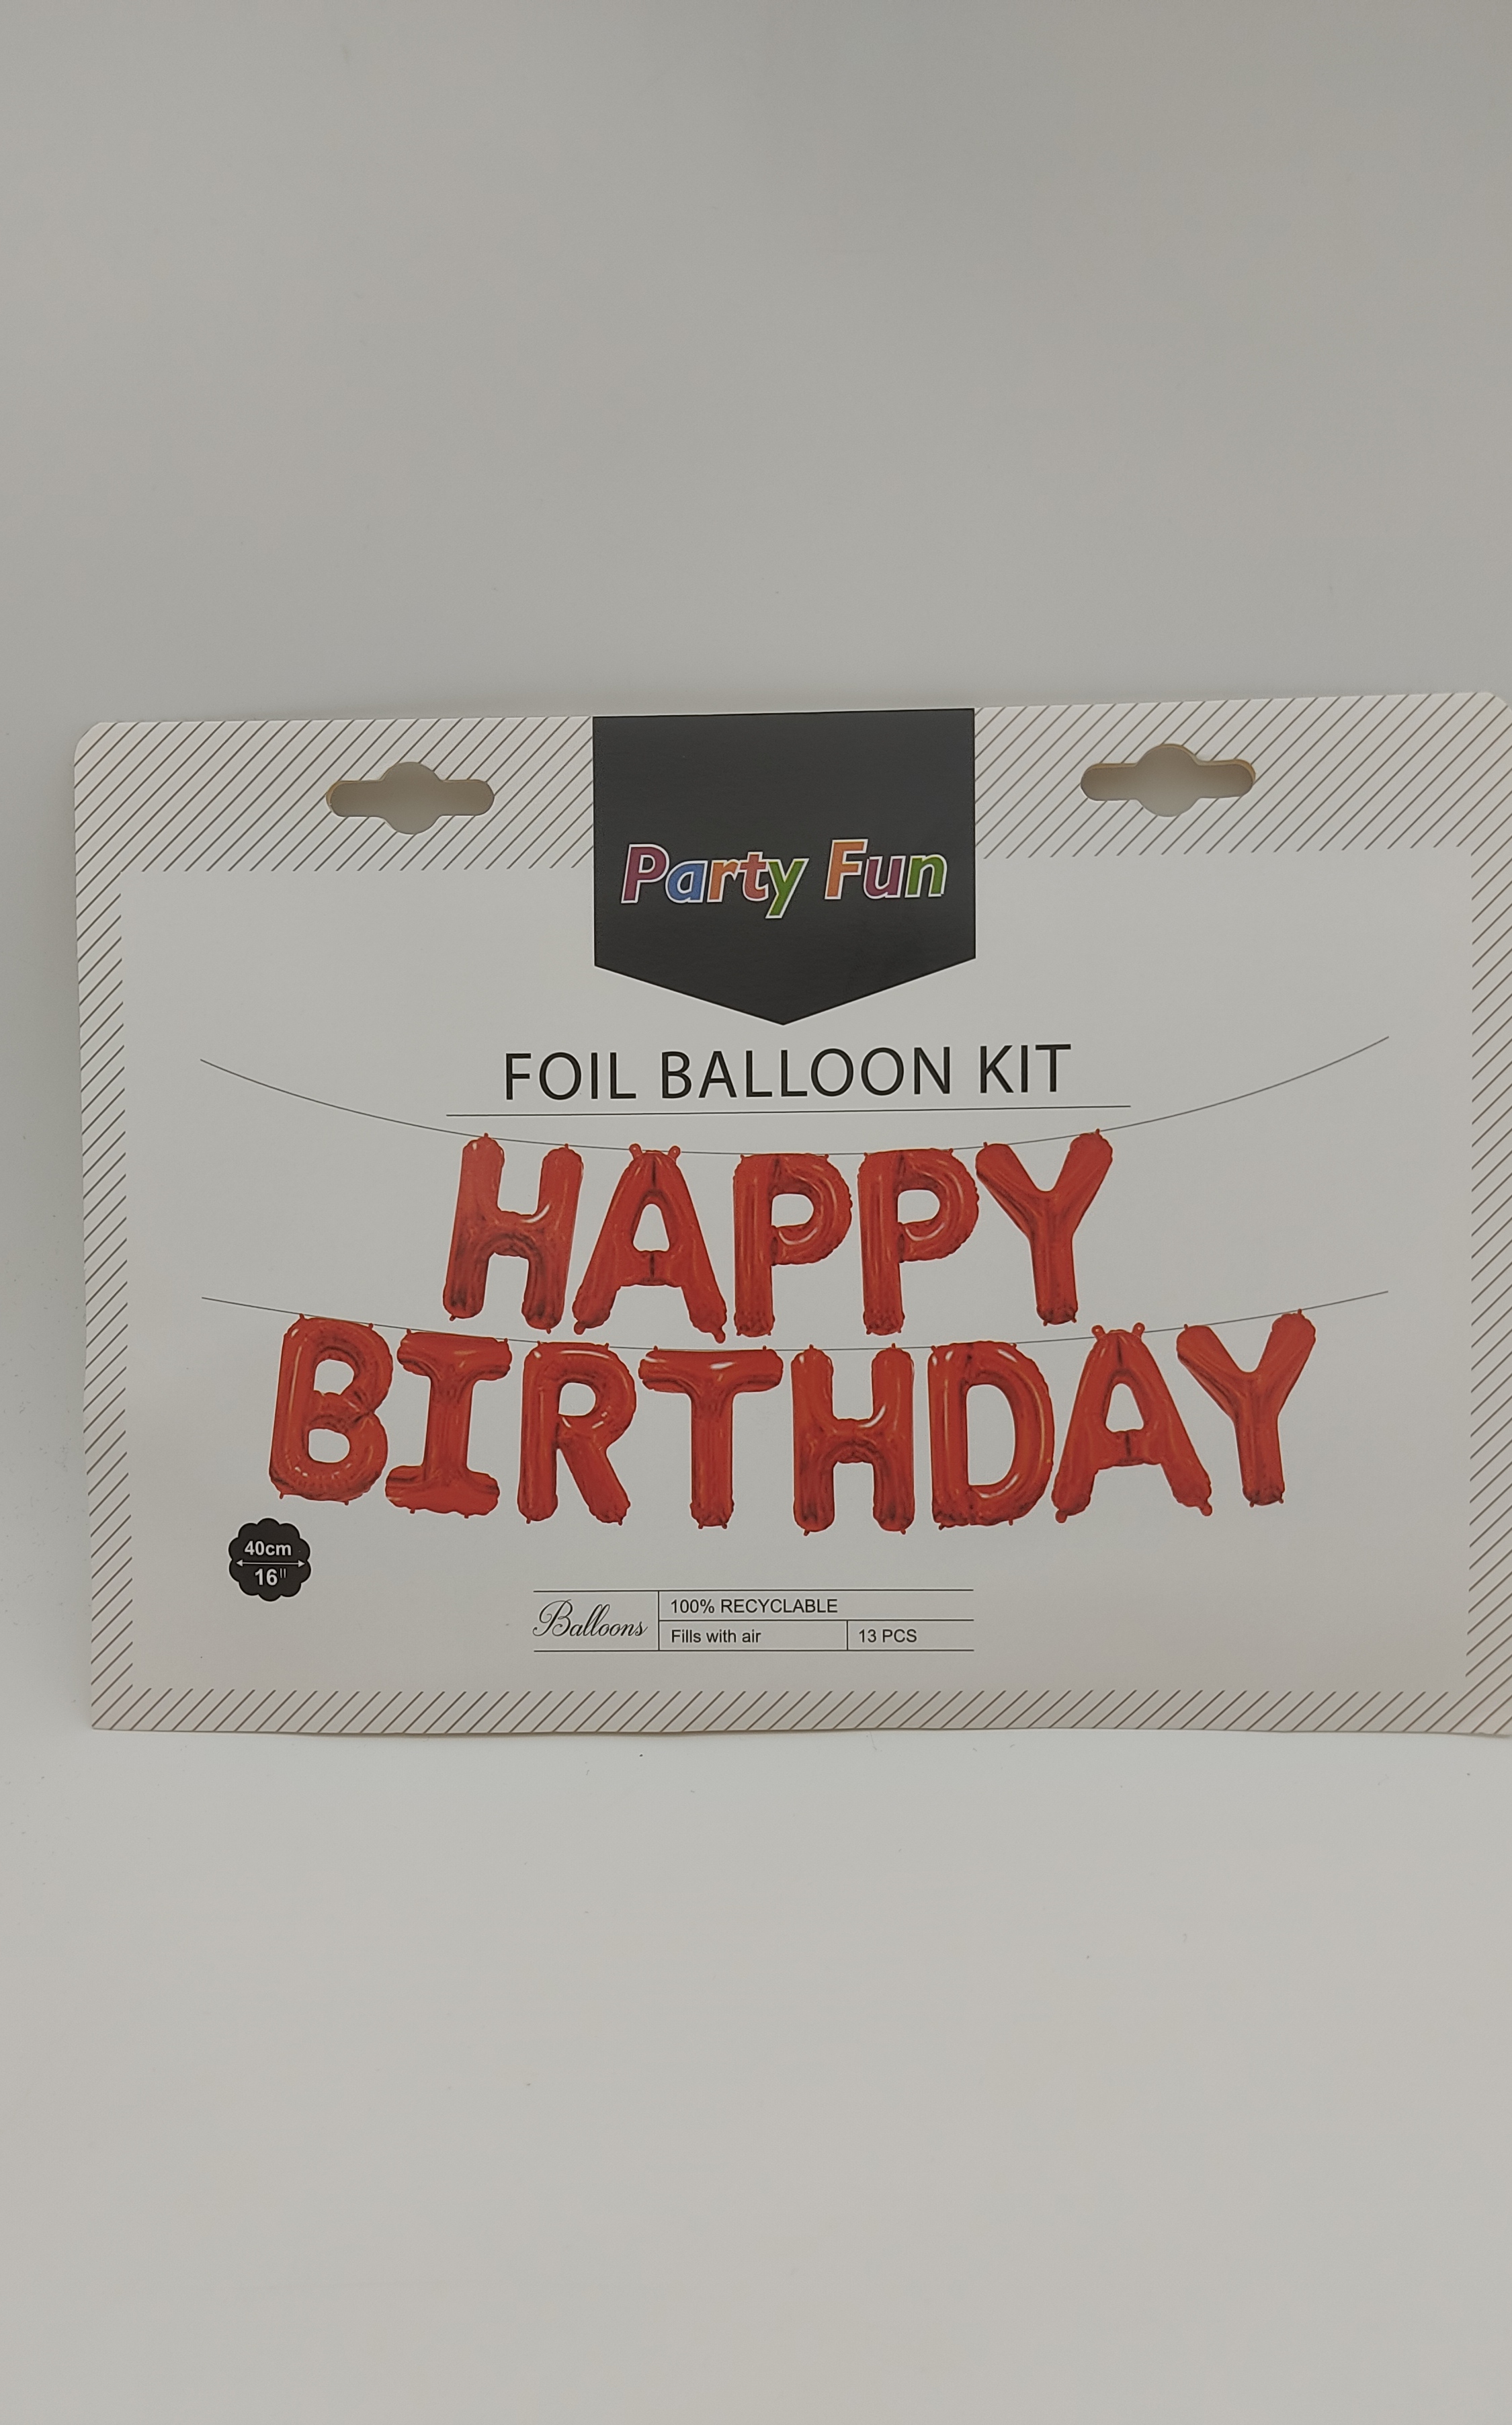 Party Fun
FOIL BALLOON KIT
HAPPY
BIRTHDAY
40cm
16"
Balloons
100% RECYCLABLE
Fills with air
13 PCS